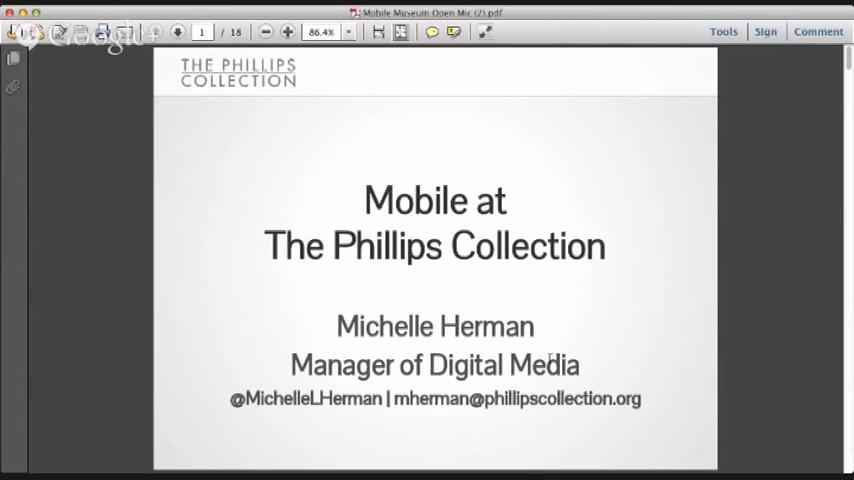 Mobile Museum Open Mic (2).pdf
Google+
1 / 18 86.4% Tools Sign Comment
THE PHILLIPS
COLLECTION
Mobile at
The Phillips Collection
Michelle Herman
Manager of Digital Media
@MichelleLHerman | mherman@phillipscollection.org